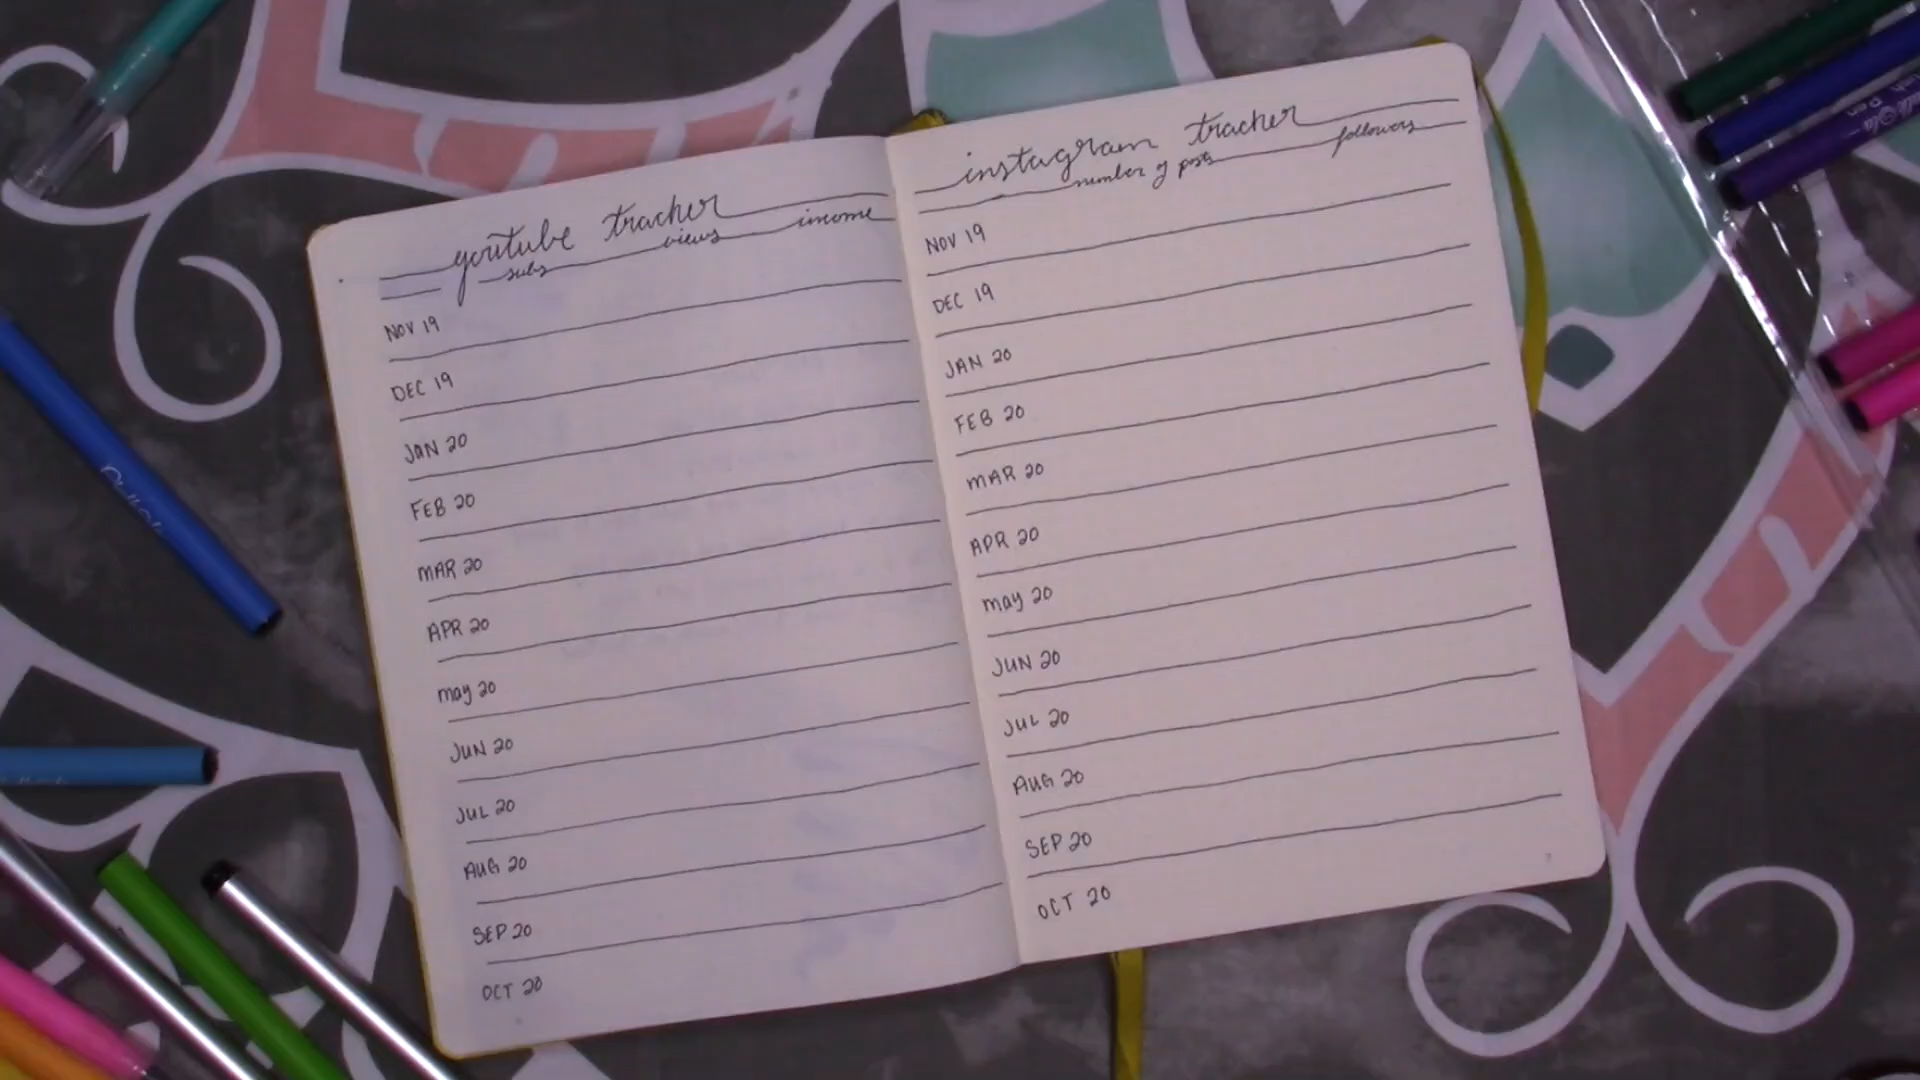 youtube tracker
subs views income
NOV 19
DEC 19
JAN 20
FEB 20
MAR 20
APR 20
may 20
JUN 20
JUL 20
AUG 20
SEP 20
OCT 20
instagram tracker
number of posts followers
NOV 19
DEC 19
JAN 20
FEB 20
MAR 20
APR 20
may 20
JUN 20
JUL 20
AUG 20
SEP 20
OCT 20